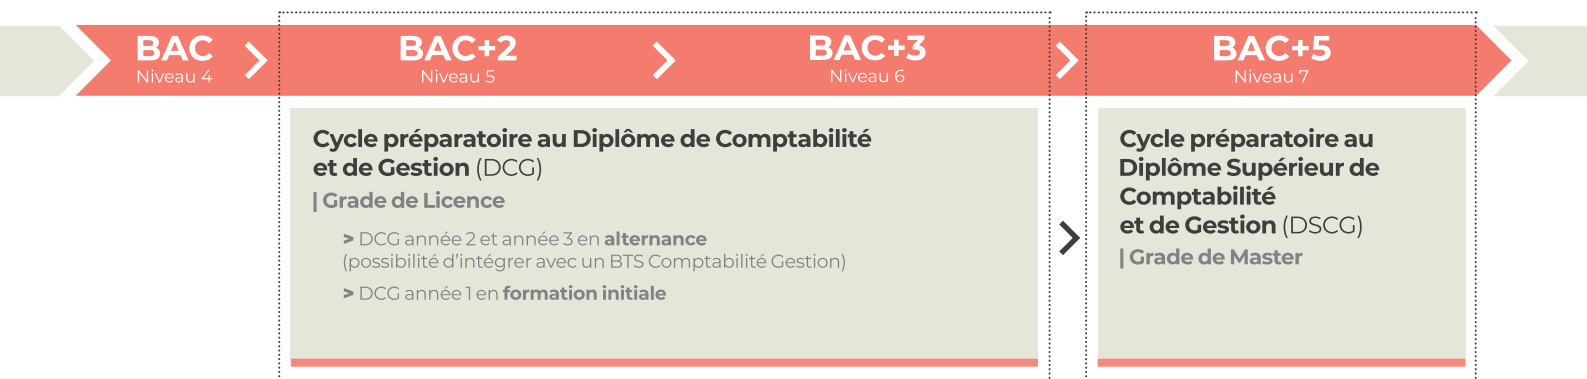 BAC
Niveau 4
BAC+2
Niveau 5
BAC+3
Niveau 6
BAC+5
Niveau 7
Cycle préparatoire au Diplôme de Comptabilité
et de Gestion (DCG)
| Grade de Licence
> DCG année 2 et année 3 en alternance
(possibilité d'intégrer avec un BTS Comptabilité Gestion)
> DCG année 1 en formation initiale
Cycle préparatoire au
Diplôme Supérieur de
Comptabilité
et de Gestion (DSCG)
| Grade de Master